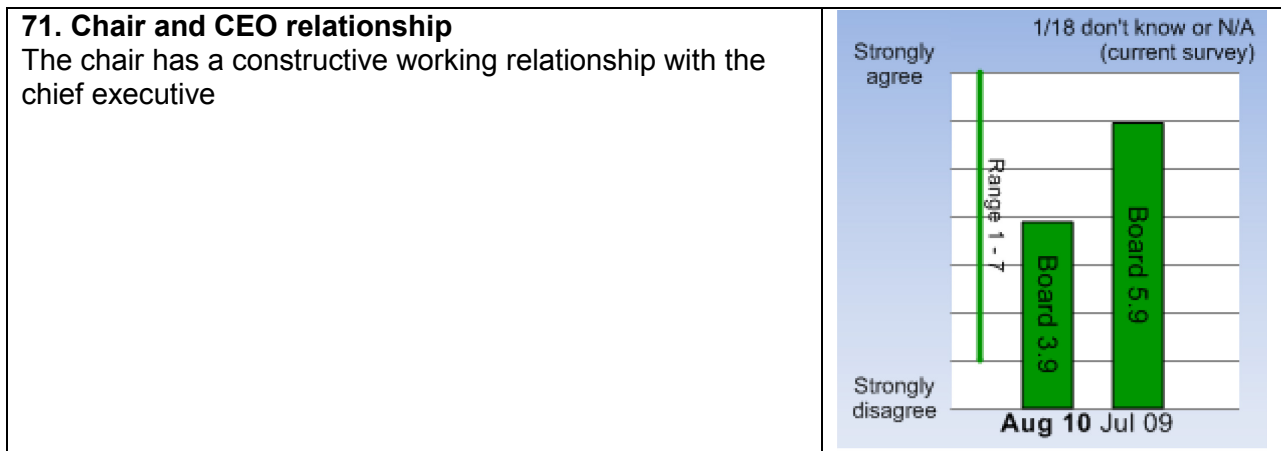 71. Chair and CEO relationship
The chair has a constructive working relationship with the
chief executive
1/18 don't know or N/A
(current survey)
Strongly
agree
Range 1 - 7
Board 3.9
Board 5.9
Strongly
disagree
Aug 10 Jul 09